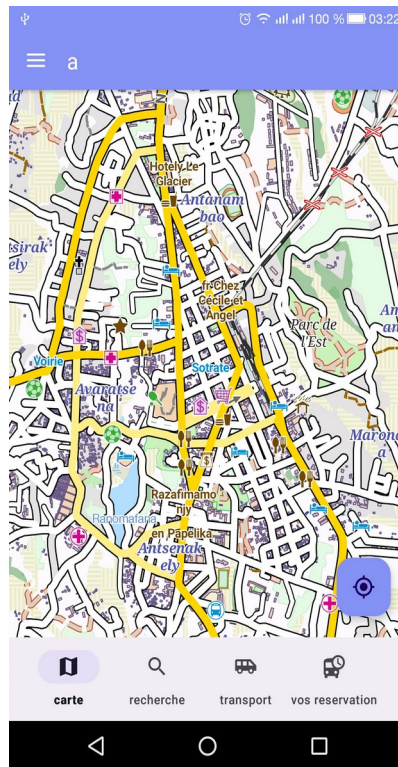 100 % 03:22
a
Hotely Le
Glacier
Antanam
bao
tsirak
ely
fr Chez
Cécile et
Angel
Parc de
l'Est
Voirie
Sotrate
Avaratse
na
Marond
a
Razafimamo
njy
Ranomafana
en Papelika
Antsenak
ely
carte
recherche
transport
vos reservation